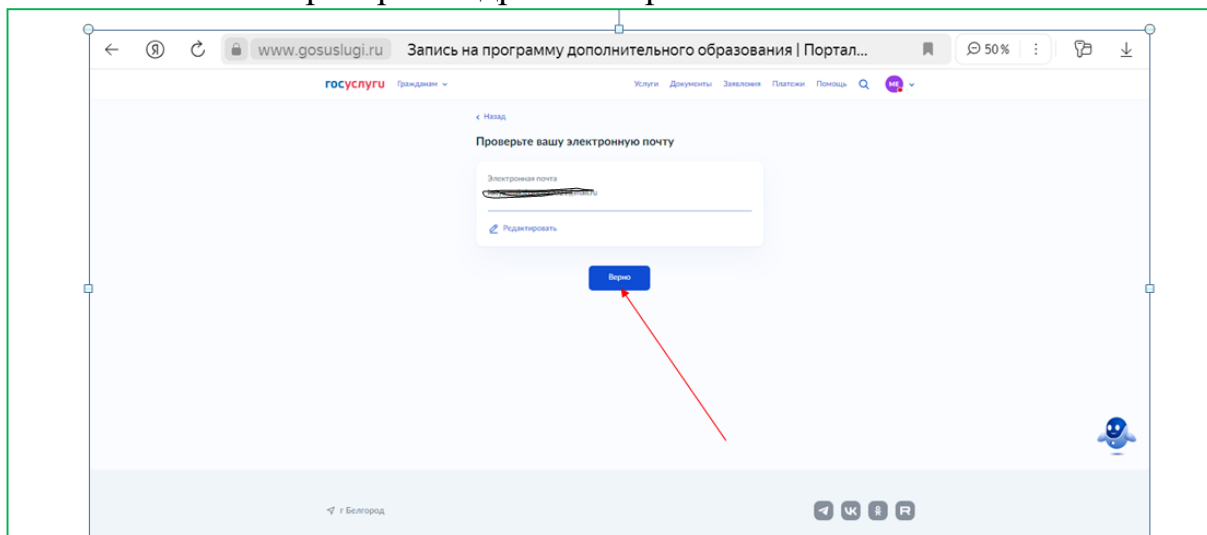 www.gosuslugi.ru Запись на программу дополнительного образования | Портал... 50 %
госуслуги Гражданам Услуги Документы Заявления Платежи Помощь МЕ
Назад
Проверьте вашу электронную почту
Электронная почта
Редактировать
Верно
г Белгород